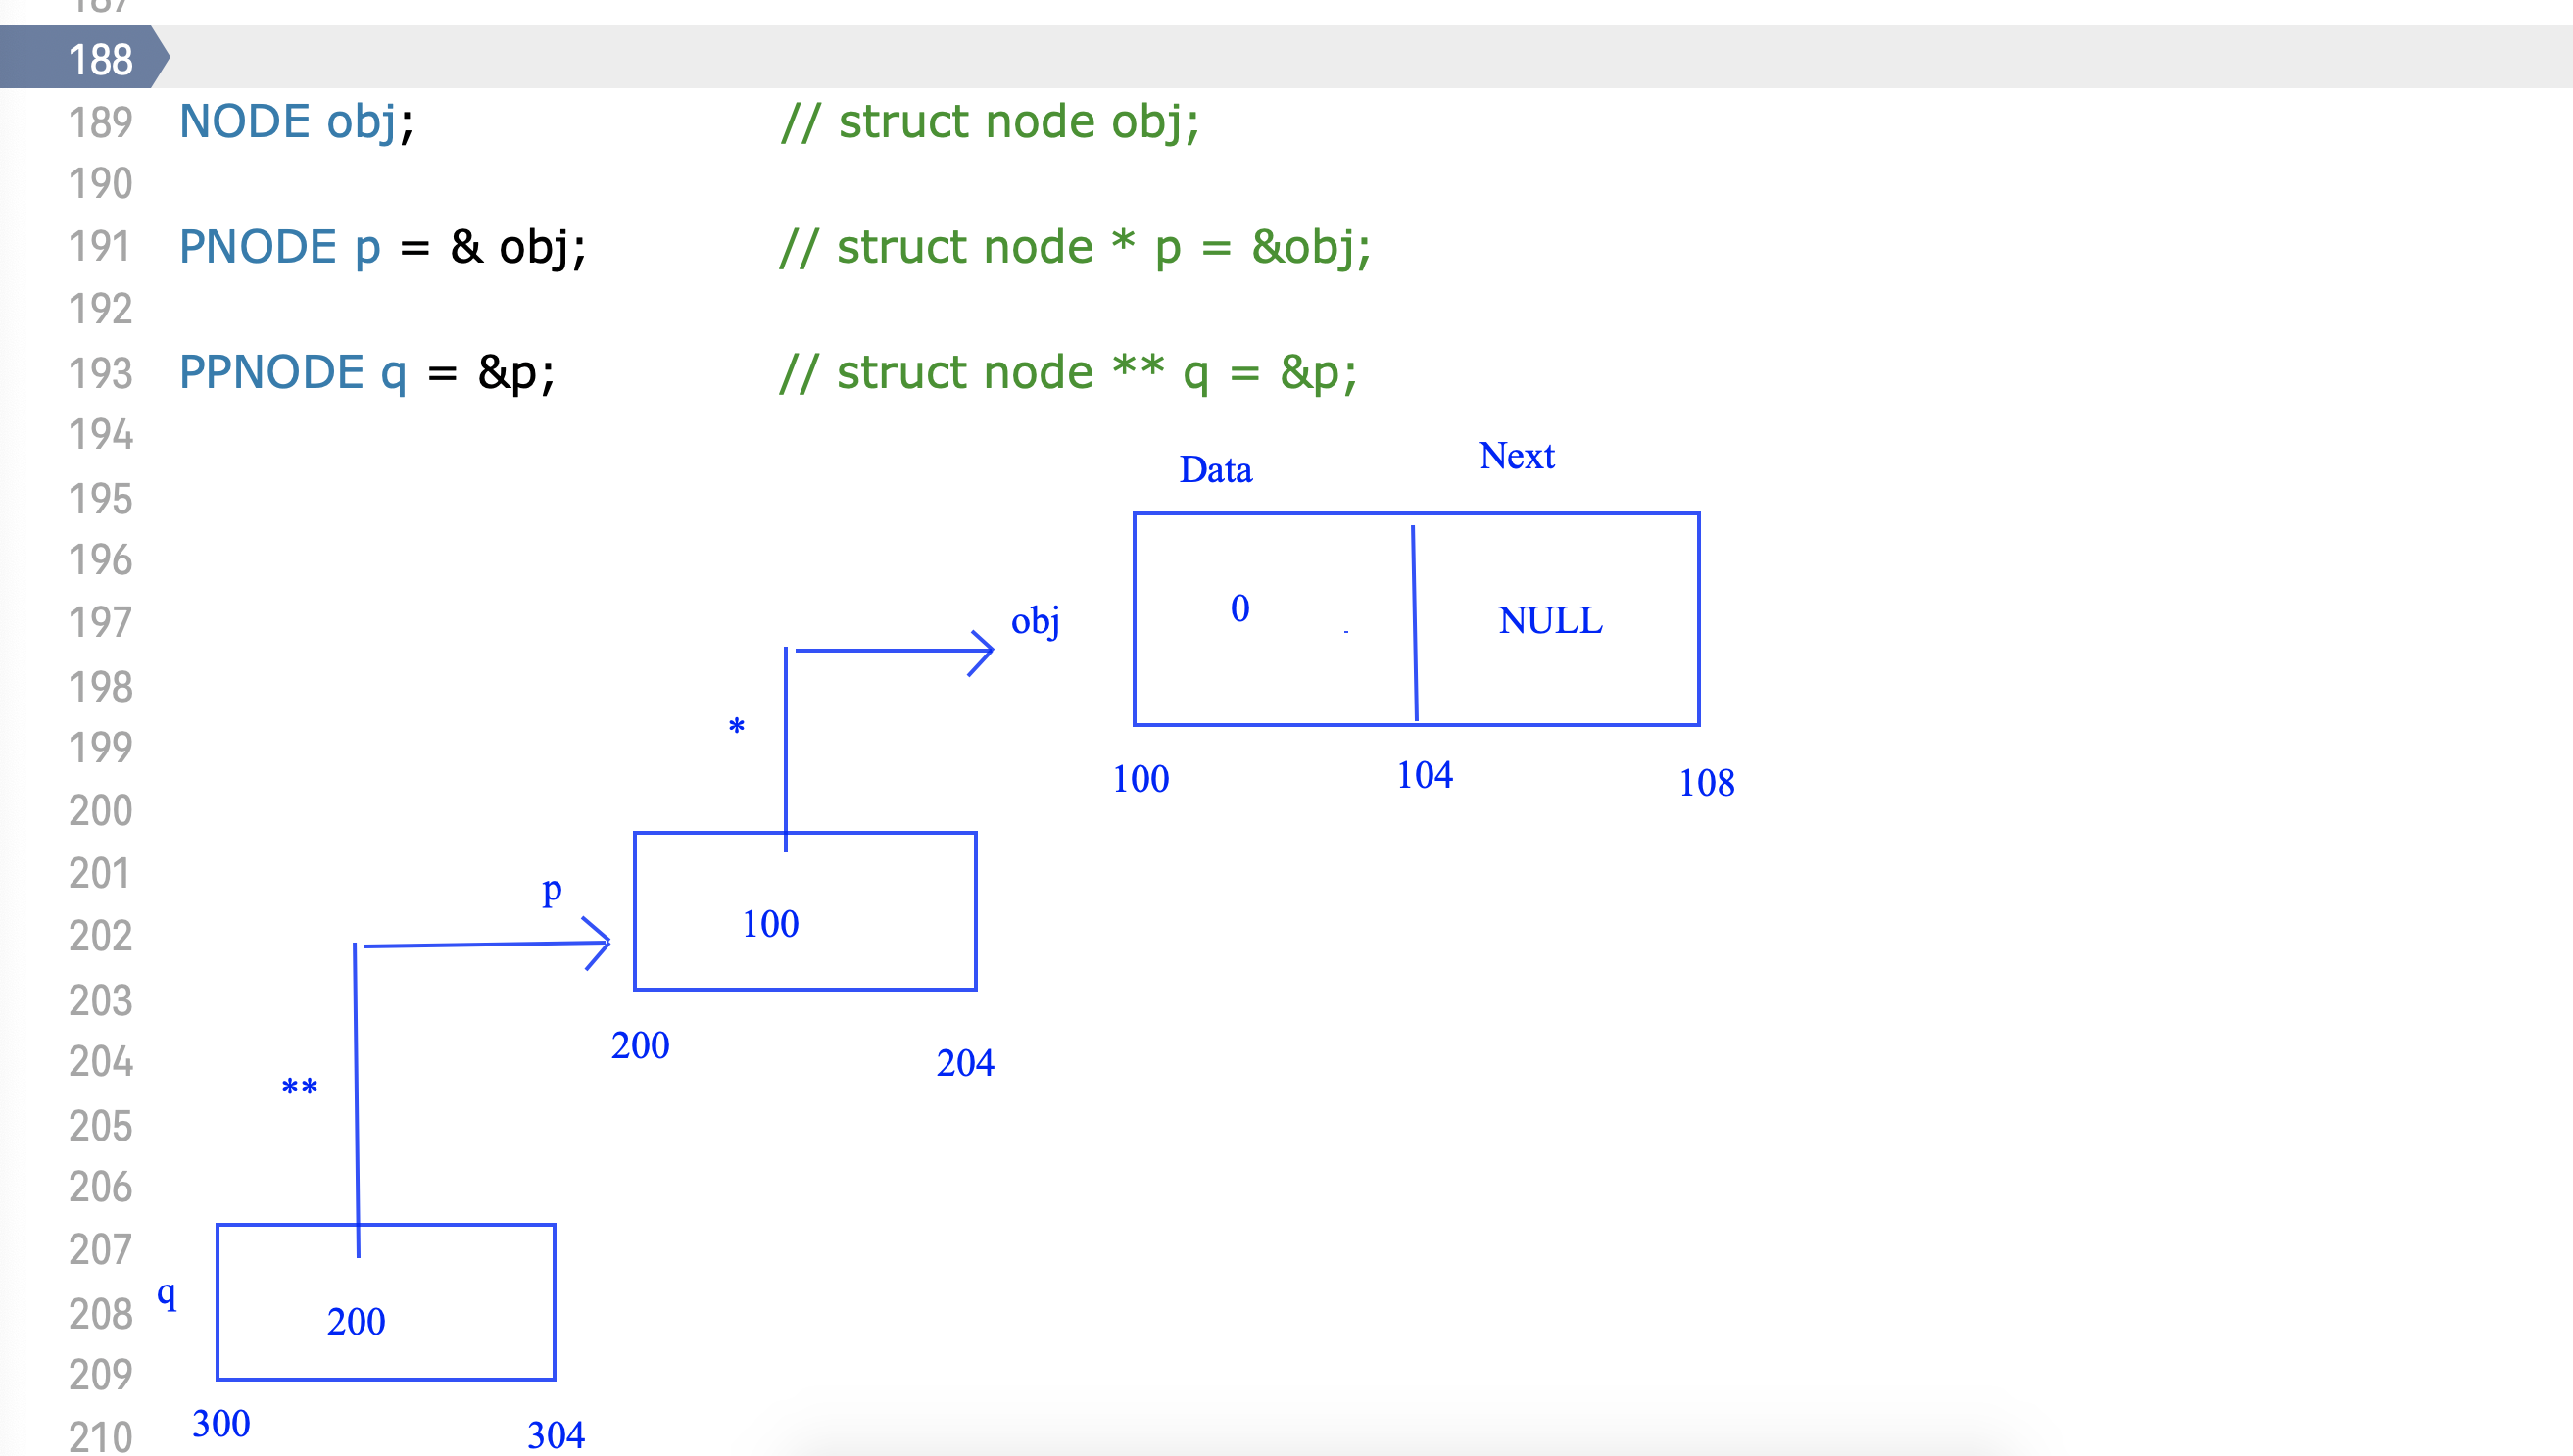 187
188
189 NODE obj; // struct node obj;
190
191 PNODE p = & obj; // struct node * p = &obj;
192
193 PPNODE q = &p; // struct node ** q = &p;
194
Data Next
195
196
197 obj 0 NULL
198
199 *
100 104 108
200
201
p
202 100
203
200 204
204
**
205
206
207
208 q 200
209
300 304
210